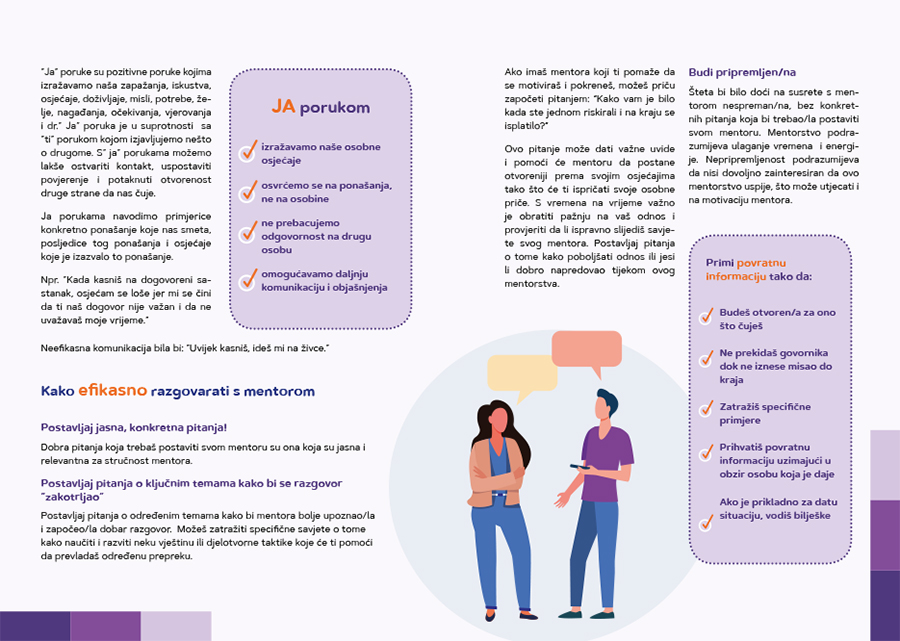 "Ja" poruke su pozitivne poruke kojima
izražavamo naša zapažanja, iskustva,
osjećaje, doživljaje, misli, potrebe, že-
lje, nagađanja, očekivanja, vjerovanja
i dr." Ja" poruka je u suprotnosti sa
"ti" porukom kojom izjavljujemo nešto
o drugome. S" ja" porukama možemo
lakše ostvariti kontakt, uspostaviti
povjerenje i potaknuti otvorenost
druge strane da nas čuje.
Ja porukama navodimo primjerice
konkretno ponašanje koje nas smeta,
posljedice tog ponašanja i osjećaje
koje je izazvalo to ponašanje.
Npr. "Kada kasniš na dogovoreni sa-
stanak, osjećam se loše jer mi se čini
da ti naš dogovor nije važan i da ne
uvažavaš moje vrijeme."
Neefikasna komunikacija bila bi: "Uvijek kasniš, ideš mi na živce."
JA porukom
izražavamo naše osobne
osjećaje
osvrćemo se na ponašanja,
ne na osobine
ne prebacujemo
odgovornost na drugu
osobu
omogućavamo daljnju
komunikaciju i objašnjenja
Kako efikasno razgovarati s mentorom
Postavljaj jasna, konkretna pitanja!
Dobra pitanja koja trebaš postaviti svom mentoru su ona koja su jasna i
relevantna za stručnost mentora.
Postavljaj pitanja o ključnim temama kako bi se razgovor
"zakotrljao"
Postavljaj pitanja o određenim temama kako bi mentora bolje upoznao/la
i započeo/la dobar razgovor. Možeš zatražiti specifične savjete o tome
kako naučiti i razviti neku vještinu ili djelotvorne taktike koje će ti pomoći
da prevladaš određenu prepreku.
Ako imaš mentora koji ti pomaže da
se motiviraš i pokreneš, možeš priču
započeti pitanjem: "Kako vam je bilo
kada ste jednom riskirali i na kraju se
isplatilo?"
Ovo pitanje može dati važne uvide
i pomoći će mentoru da postane
otvoreniji prema svojim osjećajima
tako što će ti ispričati svoje osobne
priče. S vremena na vrijeme važno
je obratiti pažnju na vaš odnos i
provjeriti da li ispravno slijediš savje-
te svog mentora. Postavljaj pitanja
o tome kako poboljšati odnos ili jesi
li dobro napredovao tijekom ovog
mentorstva.
Budi pripremljen/na
Šteta bi bilo doći na susrete s men-
torom nespreman/na, bez konkret-
nih pitanja koja bi trebao/la postaviti
svom mentoru. Mentorstvo podra-
zumijeva ulaganje vremena i energi-
je. Nepripremljenost podrazumijeva
da nisi dovoljno zainteresiran da ovo
mentorstvo uspije, što može utjecati i
na motivaciju mentora.
Primi povratnu
informaciju tako da:
Budeš otvoren/a za ono
što čuješ
Ne prekidaš govornika
dok ne iznese misao do
kraja
Zatražiš specifične
primjere
Prihvatiš povratnu
informaciju uzimajući u
obzir osobu koja je daje
Ako je prikladno za datu
situaciju, vodiš bilješke